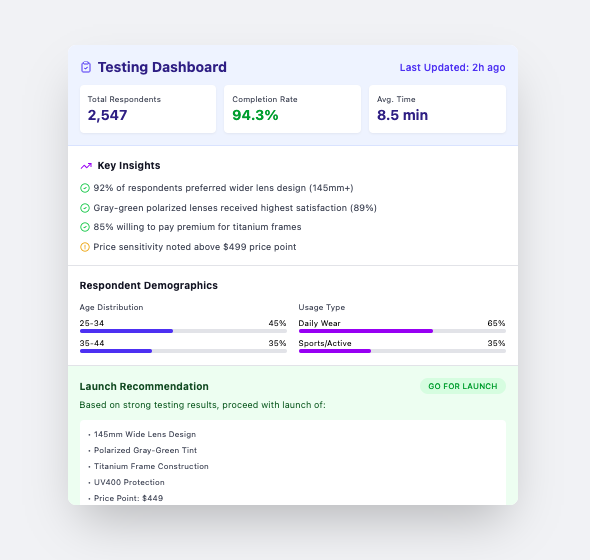 Testing Dashboard
Last Updated: 2h ago
Total Respondents
2,547
Completion Rate
94.3%
Avg. Time
8.5 min
Key Insights
92% of respondents preferred wider lens design (145mm+)
Gray-green polarized lenses received highest satisfaction (89%)
85% willing to pay premium for titanium frames
Price sensitivity noted above $499 price point
Respondent Demographics
Age Distribution
25-34 45%
35-44 35%
Usage Type
Daily Wear 65%
Sports/Active 35%
Launch Recommendation
GO FOR LAUNCH
Based on strong testing results, proceed with launch of:
• 145mm Wide Lens Design
• Polarized Gray-Green Tint
• Titanium Frame Construction
• UV400 Protection
• Price Point: $449